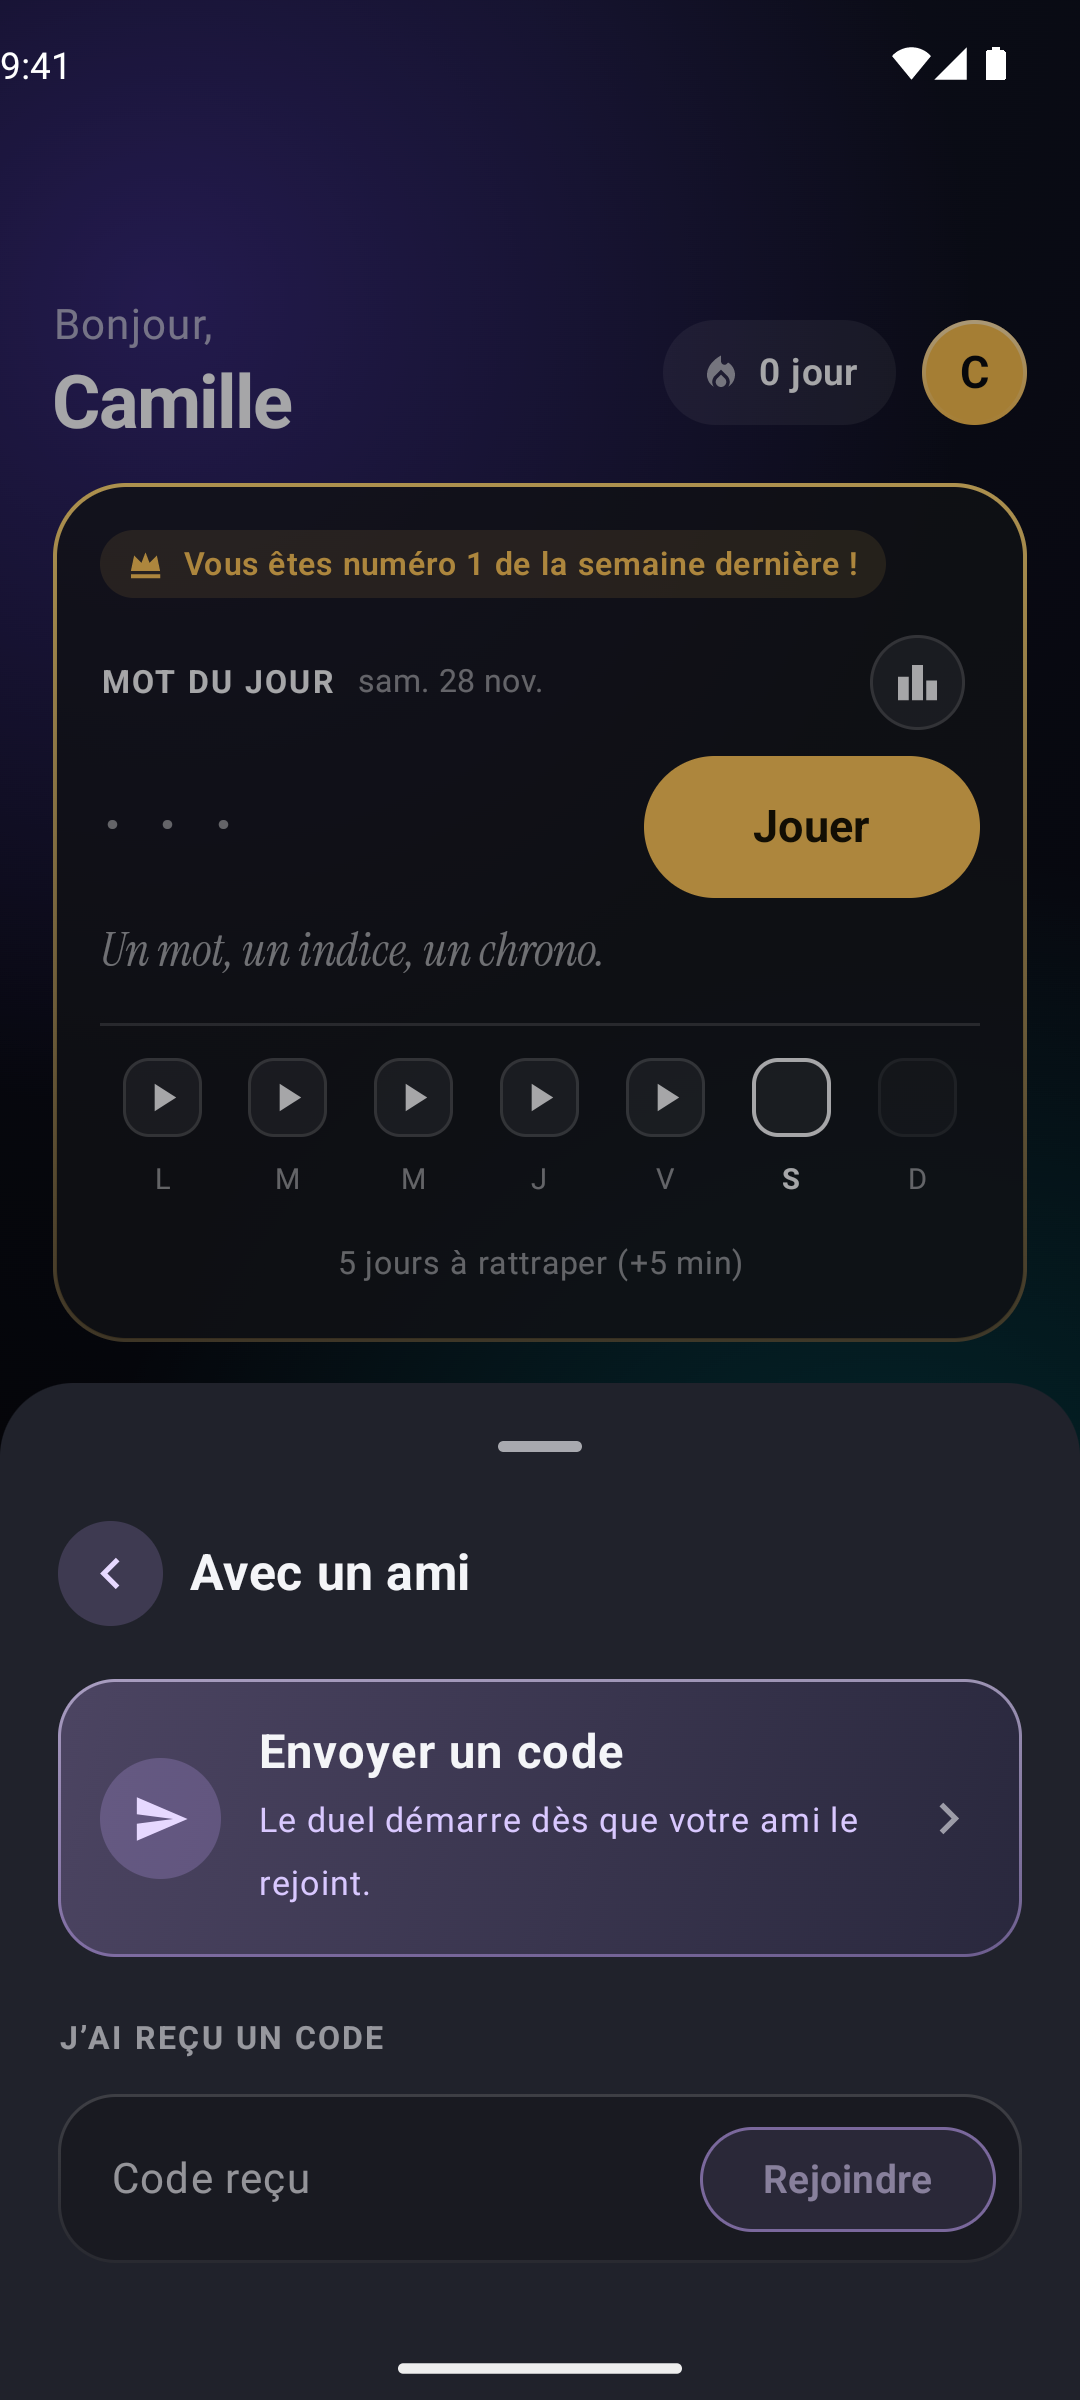 9:41
Bonjour,
Camille
0 jour
C
Vous êtes numéro 1 de la semaine dernière !
MOT DU JOUR sam. 28 nov.
• • •
Jouer
Un mot, un indice, un chrono.
L M M J V S D
5 jours à rattraper (+5 min)
Avec un ami
Envoyer un code
Le duel démarre dès que votre ami le
rejoint.
J’AI REÇU UN CODE
Code reçu
Rejoindre